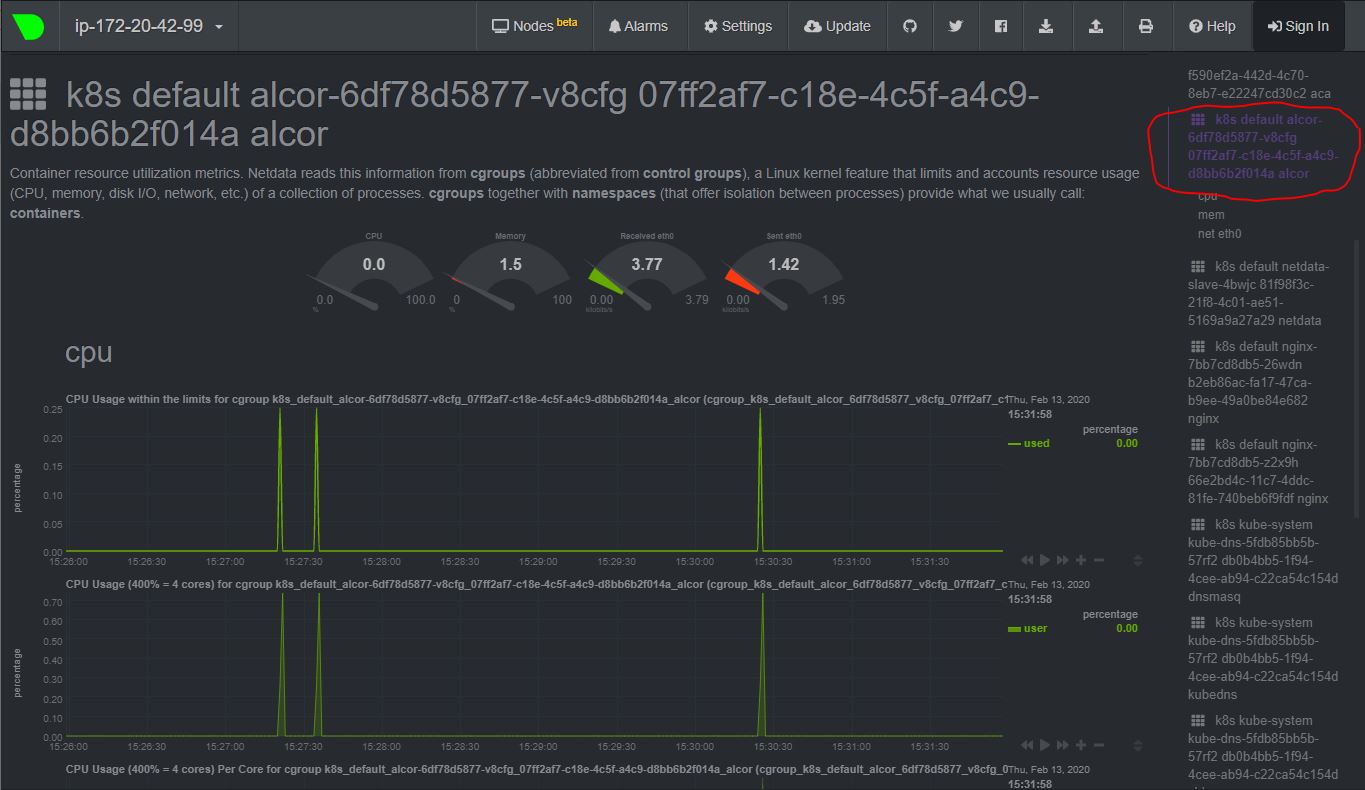 ip-172-20-42-99
Nodes beta
Alarms
Settings
Update
Help
Sign In
k8s default alcor-6df78d5877-v8cfg 07ff2af7-c18e-4c5f-a4c9-
d8bb6b2f014a alcor
Container resource utilization metrics. Netdata reads this information from cgroups (abbreviated from control groups), a Linux kernel feature that limits and accounts resource usage
(CPU, memory, disk I/O, network, etc.) of a collection of processes. cgroups together with namespaces (that offer isolation between processes) provide what we usually call:
containers.
CPU
0.0
0.0 100.0
%
Memory
1.5
0 100
%
Received eth0
3.77
0.00 3.79
kilobits/s
Sent eth0
1.42
0.00 1.95
kilobits/s
cpu
CPU Usage within the limits for cgroup k8s_default_alcor-6df78d5877-v8cfg_07ff2af7-c18e-4c5f-a4c9-d8bb6b2f014a_alcor (cgroup_k8s_default_alcor_6df78d5877_v8cfg_07ff2af7_c1
Thu, Feb 13, 2020
15:31:58
percentage
used 0.00
percentage
0.25
0.20
0.15
0.10
0.05
0.00
15:26:00 15:26:30 15:27:00 15:27:30 15:28:00 15:28:30 15:29:00 15:29:30 15:30:00 15:30:30 15:31:00 15:31:30
CPU Usage (400% = 4 cores) for cgroup k8s_default_alcor-6df78d5877-v8cfg_07ff2af7-c18e-4c5f-a4c9-d8bb6b2f014a_alcor (cgroup_k8s_default_alcor_6df78d5877_v8cfg_07ff2af7_c
Thu, Feb 13, 2020
15:31:58
percentage
user 0.00
percentage
0.70
0.60
0.50
0.40
0.30
0.20
0.10
0.00
15:26:00 15:26:30 15:27:00 15:27:30 15:28:00 15:28:30 15:29:00 15:29:30 15:30:00 15:30:30 15:31:00 15:31:30
CPU Usage (400% = 4 cores) Per Core for cgroup k8s_default_alcor-6df78d5877-v8cfg_07ff2af7-c18e-4c5f-a4c9-d8bb6b2f014a_alcor (cgroup_k8s_default_alcor_6df78d5877_v8cfg_0
Thu, Feb 13, 2020
15:31:58
f590ef2a-442d-4c70-
8eb7-e22247cd30c2 aca
k8s default alcor-
6df78d5877-v8cfg
07ff2af7-c18e-4c5f-a4c9-
d8bb6b2f014a alcor
cpu
mem
net eth0
k8s default netdata-
slave-4bwjc 81f98f3c-
21f8-4c01-ae51-
5169a9a27a29 netdata
k8s default nginx-
7bb7cd8db5-26wdn
b2eb86ac-fa17-47ca-
b9ee-49a0be84e682
nginx
k8s default nginx-
7bb7cd8db5-z2x9h
66e2bd4c-11c7-4ddc-
81fe-740beb6f9fdf nginx
k8s kube-system
kube-dns-5fdb85bb5b-
57rf2 db0b4bb5-1f94-
4cee-ab94-c22ca54c154d
dnsmasq
k8s kube-system
kube-dns-5fdb85bb5b-
57rf2 db0b4bb5-1f94-
4cee-ab94-c22ca54c154d
kubedns
k8s kube-system
kube-dns-5fdb85bb5b-
57rf2 db0b4bb5-1f94-
4cee-ab94-c22ca54c154d